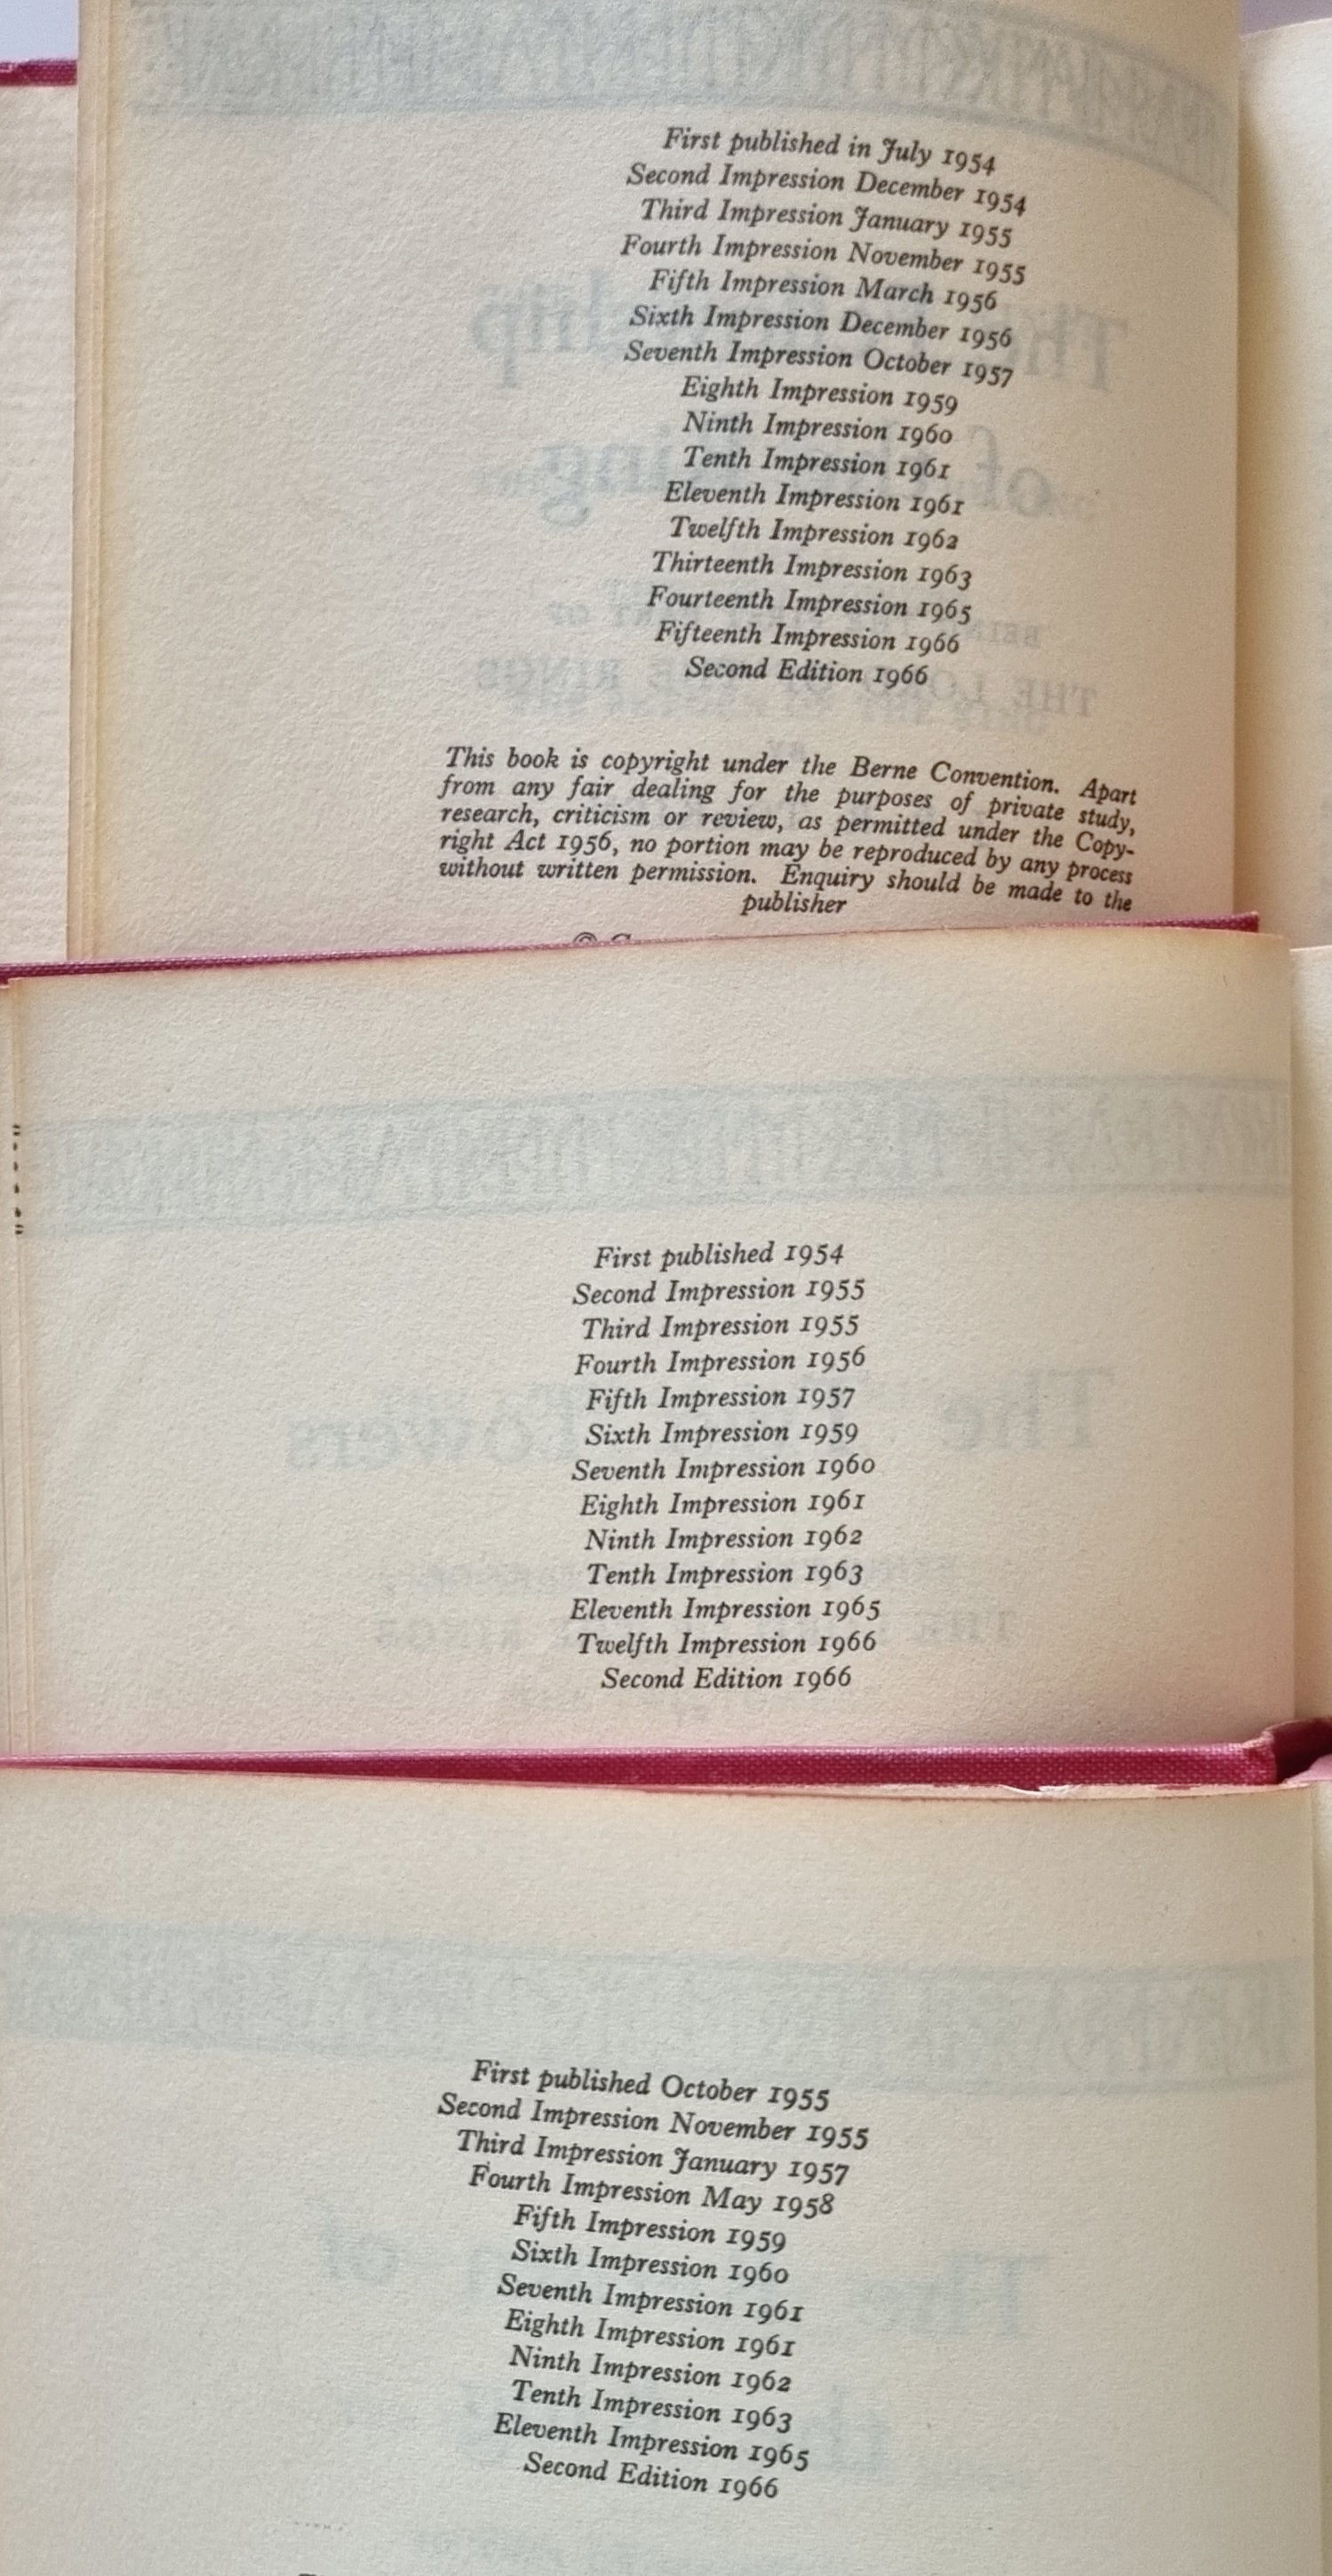 First published in July 1954
Second Impression December 1954
Third Impression January 1955
Fourth Impression November 1955
Fifth Impression March 1956
Sixth Impression December 1956
Seventh Impression October 1957
Eighth Impression 1959
Ninth Impression 1960
Tenth Impression 1961
Eleventh Impression 1961
Twelfth Impression 1962
Thirteenth Impression 1963
Fourteenth Impression 1965
Fifteenth Impression 1966
Second Edition 1966
This book is copyright under the Berne Convention. Apart
from any fair dealing for the purposes of private study,
research, criticism or review, as permitted under the Copy-
right Act 1956, no portion may be reproduced by any process
without written permission. Enquiry should be made to the
publisher
First published 1954
Second Impression 1955
Third Impression 1955
Fourth Impression 1956
Fifth Impression 1957
Sixth Impression 1959
Seventh Impression 1960
Eighth Impression 1961
Ninth Impression 1962
Tenth Impression 1963
Eleventh Impression 1965
Twelfth Impression 1966
Second Edition 1966
First published October 1955
Second Impression November 1955
Third Impression January 1957
Fourth Impression May 1958
Fifth Impression 1959
Sixth Impression 1960
Seventh Impression 1961
Eighth Impression 1961
Ninth Impression 1962
Tenth Impression 1963
Eleventh Impression 1965
Second Edition 1966